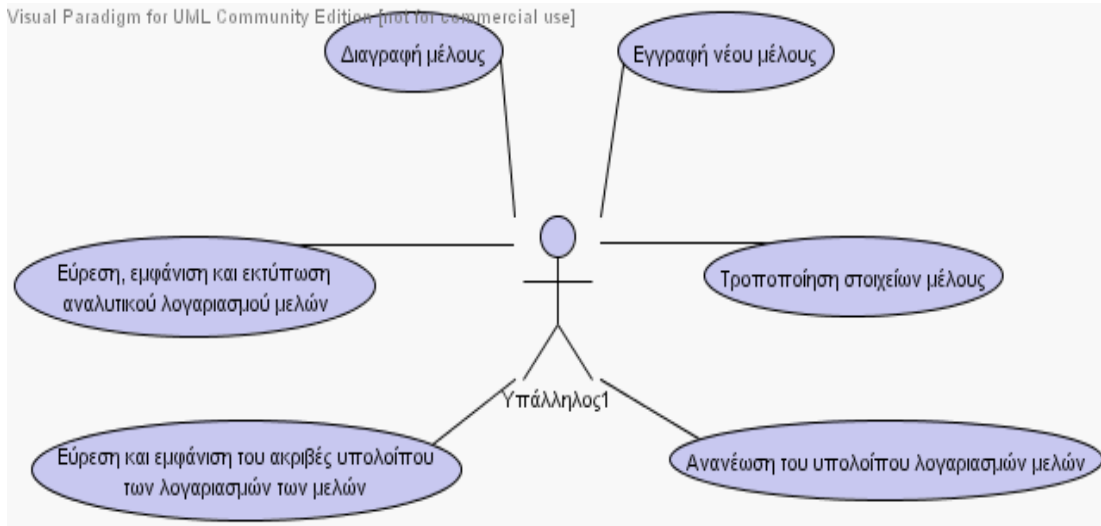 Visual Paradigm for UML Community Edition [not for commercial use]
Διαγραφή μέλους
Εγγραφή νέου μέλους
Εύρεση, εμφάνιση και εκτύπωση
αναλυτικού λογαριασμού μελών
Τροποποίηση στοιχείων μέλους
Υπάλληλος1
Εύρεση και εμφάνιση του ακριβές υπολοίπου
των λογαριασμών των μελών
Ανανέωση του υπολοίπου λογαριασμών μελών